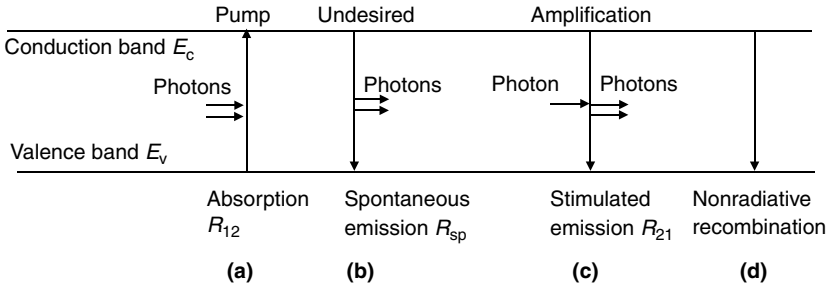 Pump Undesired Amplification
Conduction band E_c
Photons Photons Photon Photons
Valence band E_v
Absorption Spontaneous Stimulated Nonradiative
R_12 emission R_sp emission R_21 recombination
(a) (b) (c) (d)